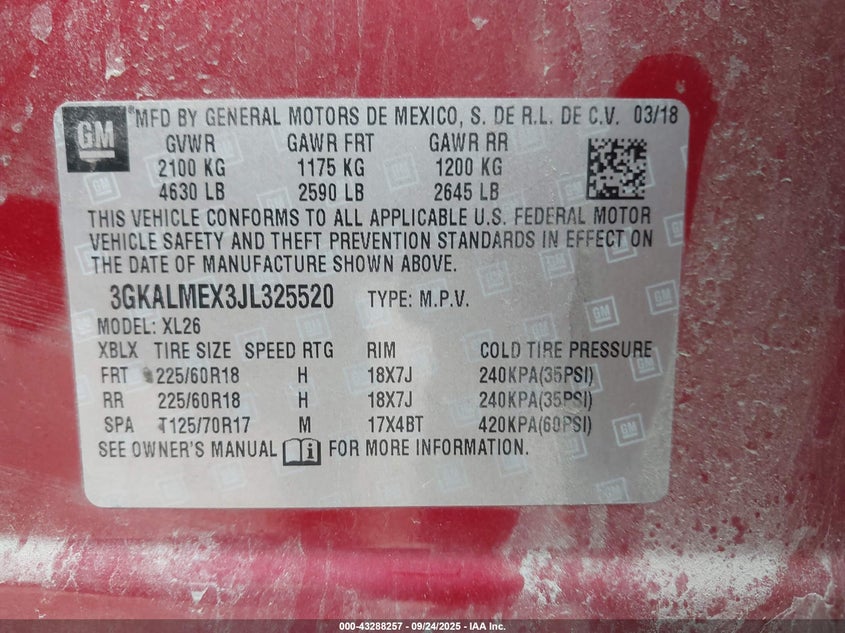 GM
®MFD BY GENERAL MOTORS DE MEXICO, S. DE R.L. DE C.V. 03/18
GVWR GAWR FRT GAWR RR
2100 KG 1175 KG 1200 KG
4630 LB 2590 LB 2645 LB
THIS VEHICLE CONFORMS TO ALL APPLICABLE U.S. FEDERAL MOTOR
VEHICLE SAFETY AND THEFT PREVENTION STANDARDS IN EFFECT ON
THE DATE OF MANUFACTURE SHOWN ABOVE.
3GKALMEX3JL325520 TYPE: M.P.V.
MODEL: XL26
XBLX TIRE SIZE SPEED RTG RIM COLD TIRE PRESSURE
FRT 225/60R18 H 18X7J 240KPA(35PSI)
RR 225/60R18 H 18X7J 240KPA(35PSI)
SPA T125/70R17 M 17X4BT 420KPA(60PSI)
SEE OWNER'S MANUAL i FOR MORE INFORMATION.
000-43288257 - 09/24/2025 - IAA Inc.